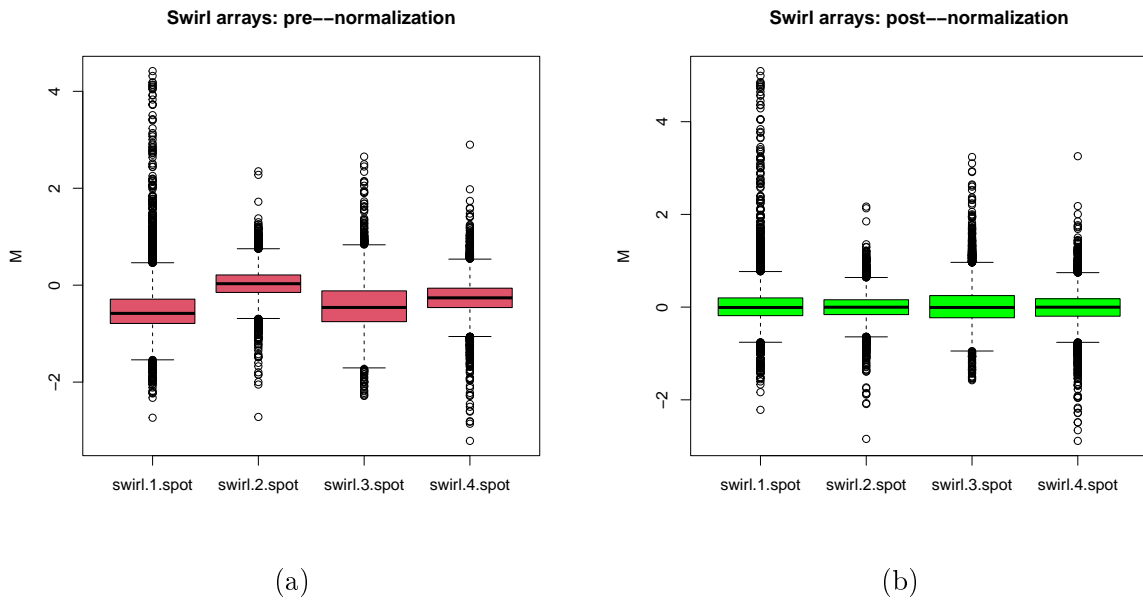 Swirl arrays: pre−−normalization
M
4
2
0
−2
swirl.1.spot swirl.2.spot swirl.3.spot swirl.4.spot
(a)
Swirl arrays: post−−normalization
M
4
2
0
−2
swirl.1.spot swirl.2.spot swirl.3.spot swirl.4.spot
(b)